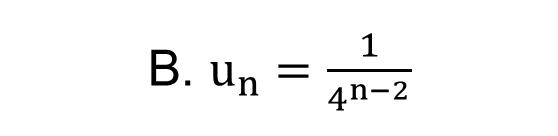 B. uₙ = 1/4ⁿ⁻²